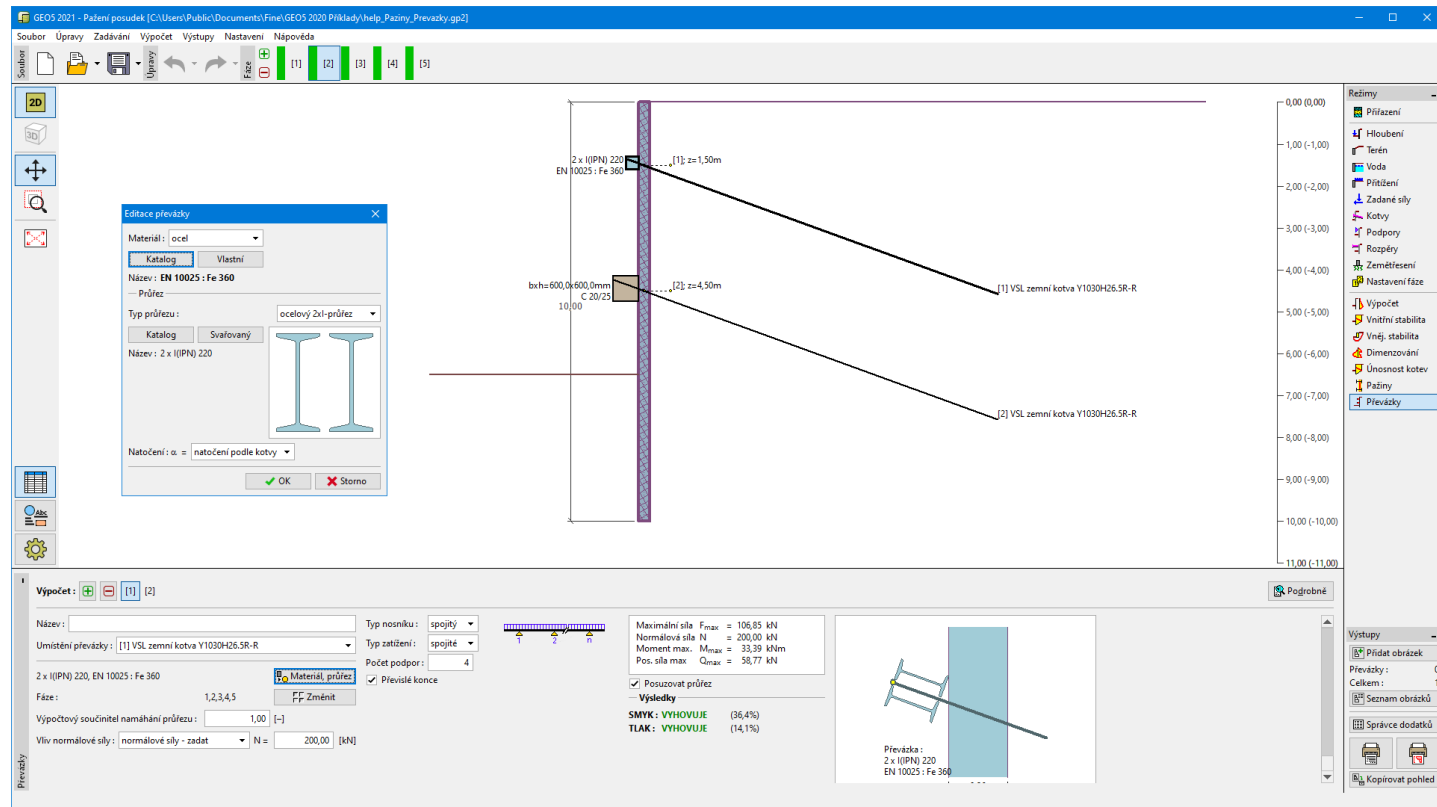 GEO5 2021 - Pažení posudek [C:\Users\Public\Documents\Fine\GEO5 2020 Příklady\help_Paziny_Prevazky.gp2]
Soubor Úpravy Zadávání Výpočet Výstupy Nastavení Nápověda
Soubor
Úpravy
Fáze
[1] [2] [3] [4] [5]
2D
3D
Abc
Editace převázky
Materiál : ocel
Katalog Vlastní
Název : EN 10025 : Fe 360
Průřez
Typ průřezu : ocelový 2xI-průřez
Katalog Svařovaný
Název : 2 x I(IPN) 220
Natočení : α = natočení podle kotvy
OK Storno
2 x I(IPN) 220
EN 10025 : Fe 360
[1]; z=1,50m
bxh=600,0x600,0mm
C 20/25
10,00
[2]; z=4,50m
[1] VSL zemní kotva Y1030H26.5R-R
[2] VSL zemní kotva Y1030H26.5R-R
0,00 (0,00)
1,00 (-1,00)
2,00 (-2,00)
3,00 (-3,00)
4,00 (-4,00)
5,00 (-5,00)
6,00 (-6,00)
7,00 (-7,00)
8,00 (-8,00)
9,00 (-9,00)
10,00 (-10,00)
11,00 (-11,00)
Režimy
Přiřazení
Hloubení
Terén
Voda
Přitížení
Zadané síly
Kotvy
Podpory
Rozpěry
Zemětřesení
Nastavení fáze
Výpočet
Vnitřní stabilita
Vněj. stabilita
Dimenzování
Únosnost kotev
Pažiny
Převázky
Výpočet : [1] [2]
Podrobně
Název :
Umístění převázky : [1] VSL zemní kotva Y1030H26.5R-R
2 x I(IPN) 220, EN 10025 : Fe 360 Materiál, průřez
Fáze : 1,2,3,4,5 Změnit
Výpočtový součinitel namáhání průřezu : 1,00 [–]
Vliv normálové síly : normálové síly - zadat N = 200,00 [kN]
Typ nosníku : spojitý
Typ zatížení : spojité
Počet podpor : 4
Převislé konce
1 2 n
Maximální síla Fmax = 106,85 kN
Normálová síla N = 200,00 kN
Moment max. Mmax = 33,39 kNm
Pos. síla max Qmax = 58,77 kN
Posuzovat průřez
Výsledky
SMYK : VYHOVUJE (36,4%)
TLAK : VYHOVUJE (14,1%)
Převázka :
2 x I(IPN) 220
EN 10025 : Fe 360
Převázky
Výstupy
Přidat obrázek
Převázky :
Celkem :
Seznam obrázků
Správce dodatků
Kopírovat pohled